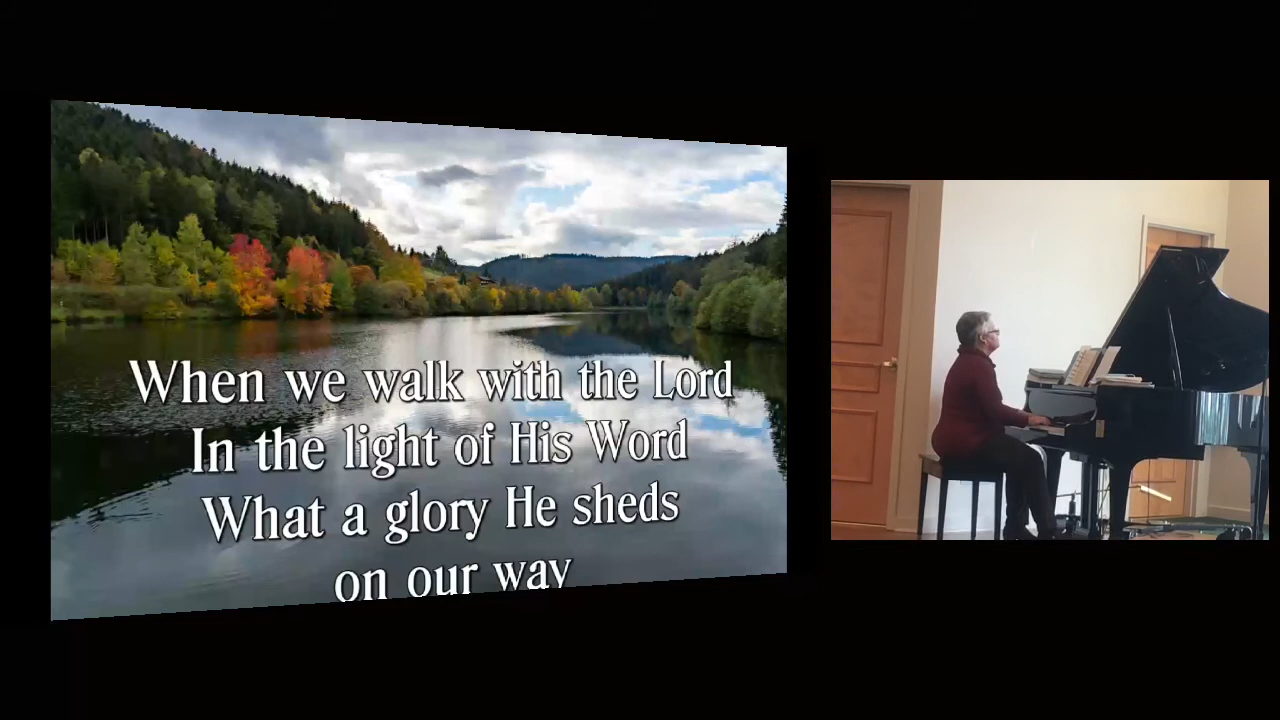 When we walk with the Lord
In the light of His Word
What a glory He sheds
on our way